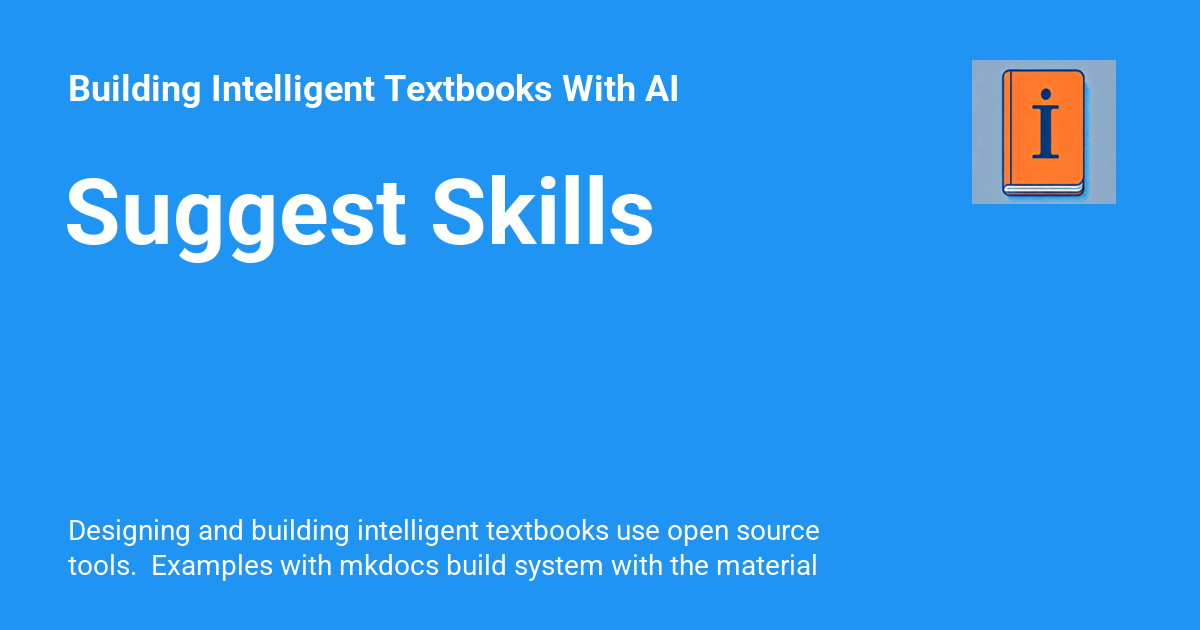 Building Intelligent Textbooks With AI
i
Suggest Skills
Designing and building intelligent textbooks use open source
tools.  Examples with mkdocs build system with the material